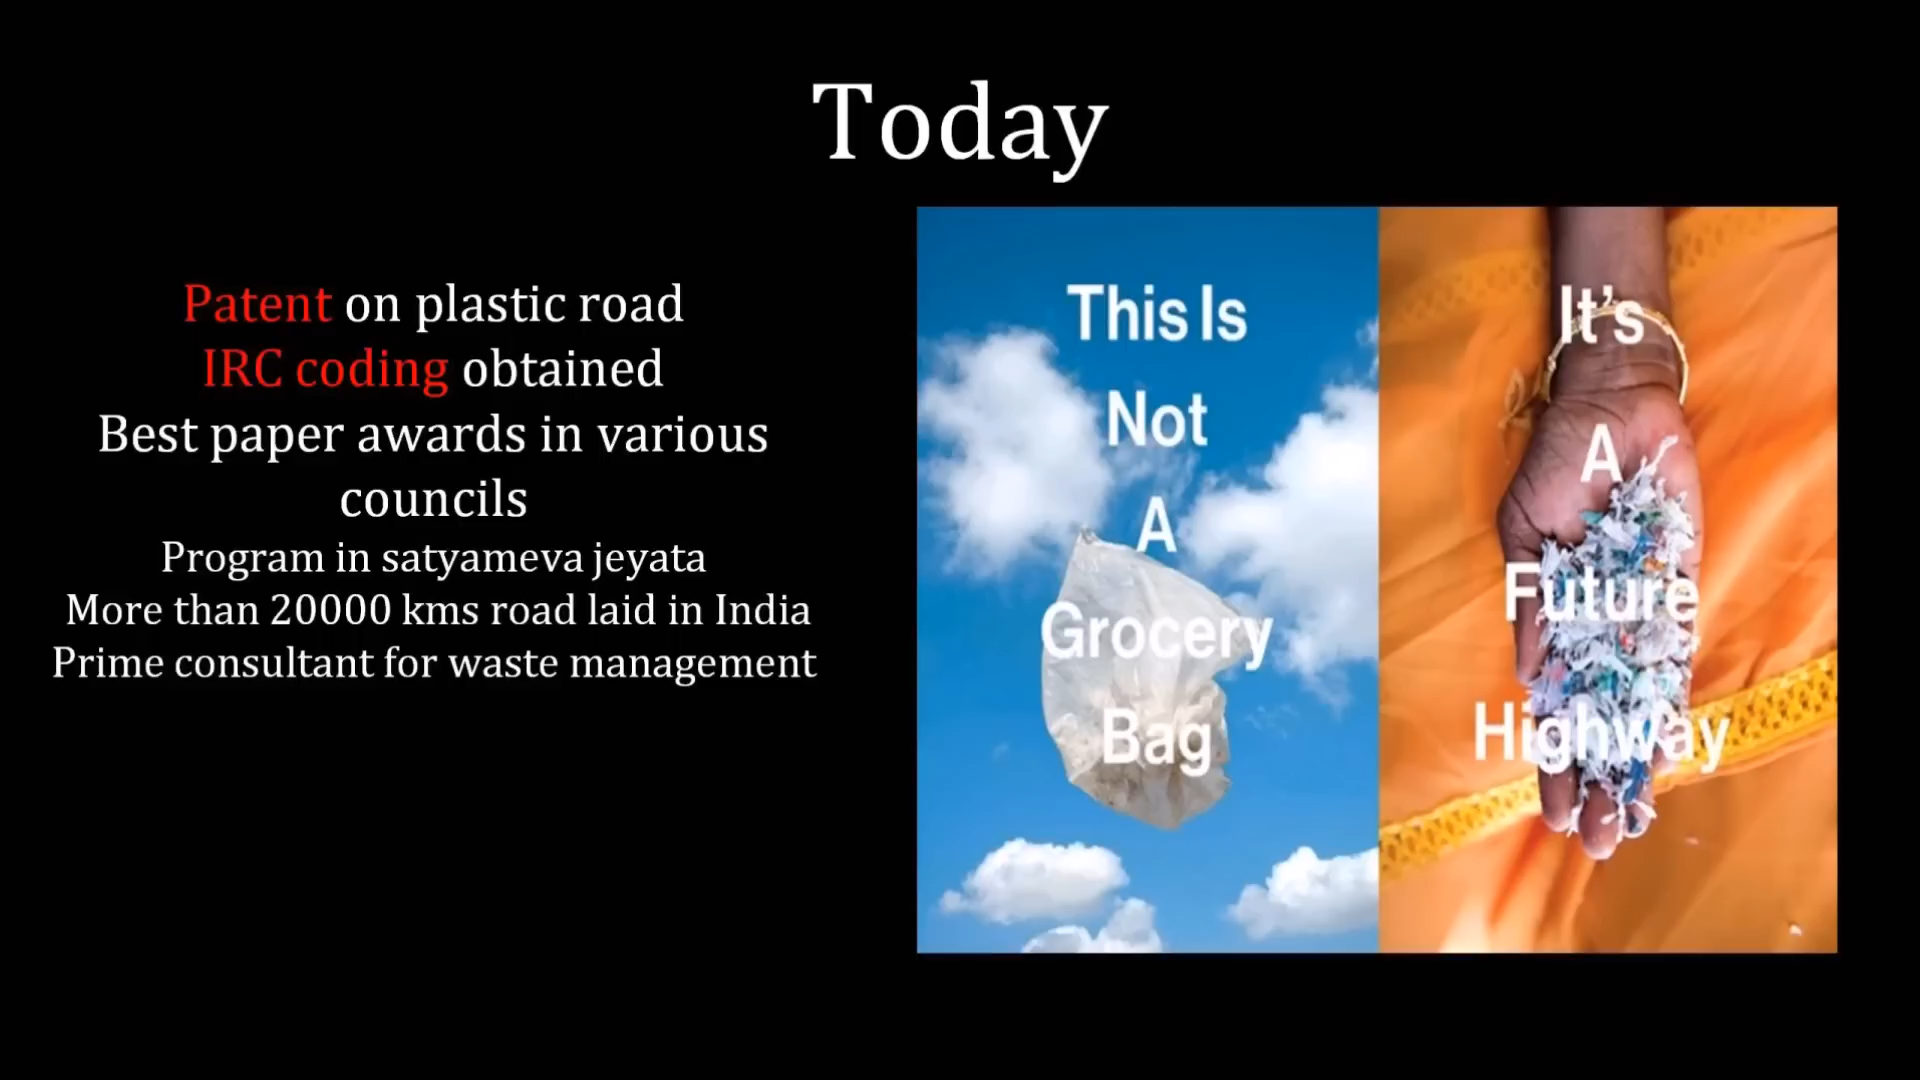 Today
Patent on plastic road
IRC coding obtained
Best paper awards in various
councils
Program in satyameva jeyata
More than 20000 kms road laid in India
Prime consultant for waste management
This Is
Not
A
Grocery
Bag
It's
A
Future
Highway